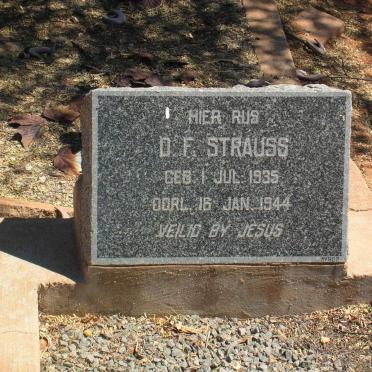 HIER RUS
D. F. STRAUSS
GEB. 1 JUL. 1935
OORL. 16 JAN. 1944
VEILIG BY JESUS